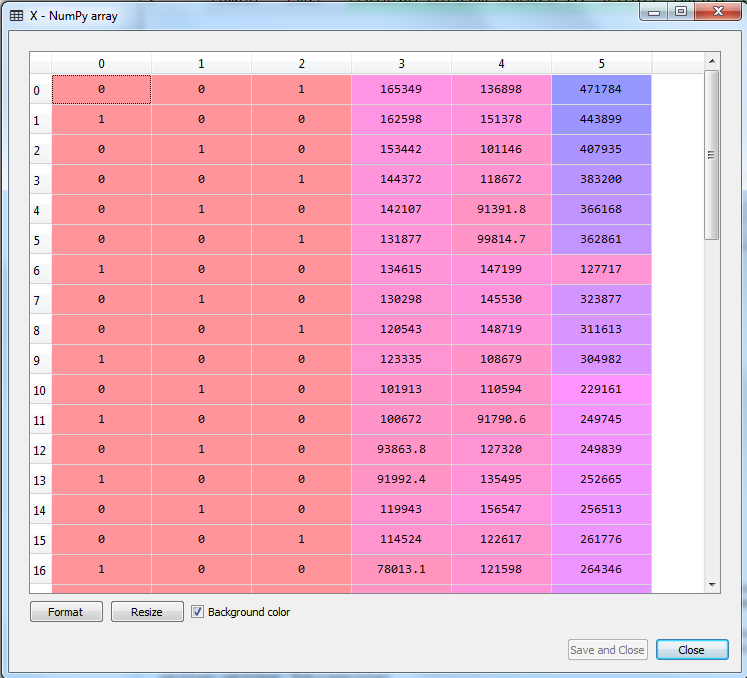 X - NumPy array
0 1 2 3 4 5
0 0 0 1 165349 136898 471784
1 1 0 0 162598 151378 443899
2 0 1 0 153442 101146 407935
3 0 0 1 144372 118672 383200
4 0 1 0 142107 91391.8 366168
5 0 0 1 131877 99814.7 362861
6 1 0 0 134615 147199 127717
7 0 1 0 130298 145530 323877
8 0 0 1 120543 148719 311613
9 1 0 0 123335 108679 304982
10 0 1 0 101913 110594 229161
11 1 0 0 100672 91790.6 249745
12 0 1 0 93863.8 127320 249839
13 1 0 0 91992.4 135495 252665
14 0 1 0 119943 156547 256513
15 0 0 1 114524 122617 261776
16 1 0 0 78013.1 121598 264346
Format Resize Background color
Save and Close Close